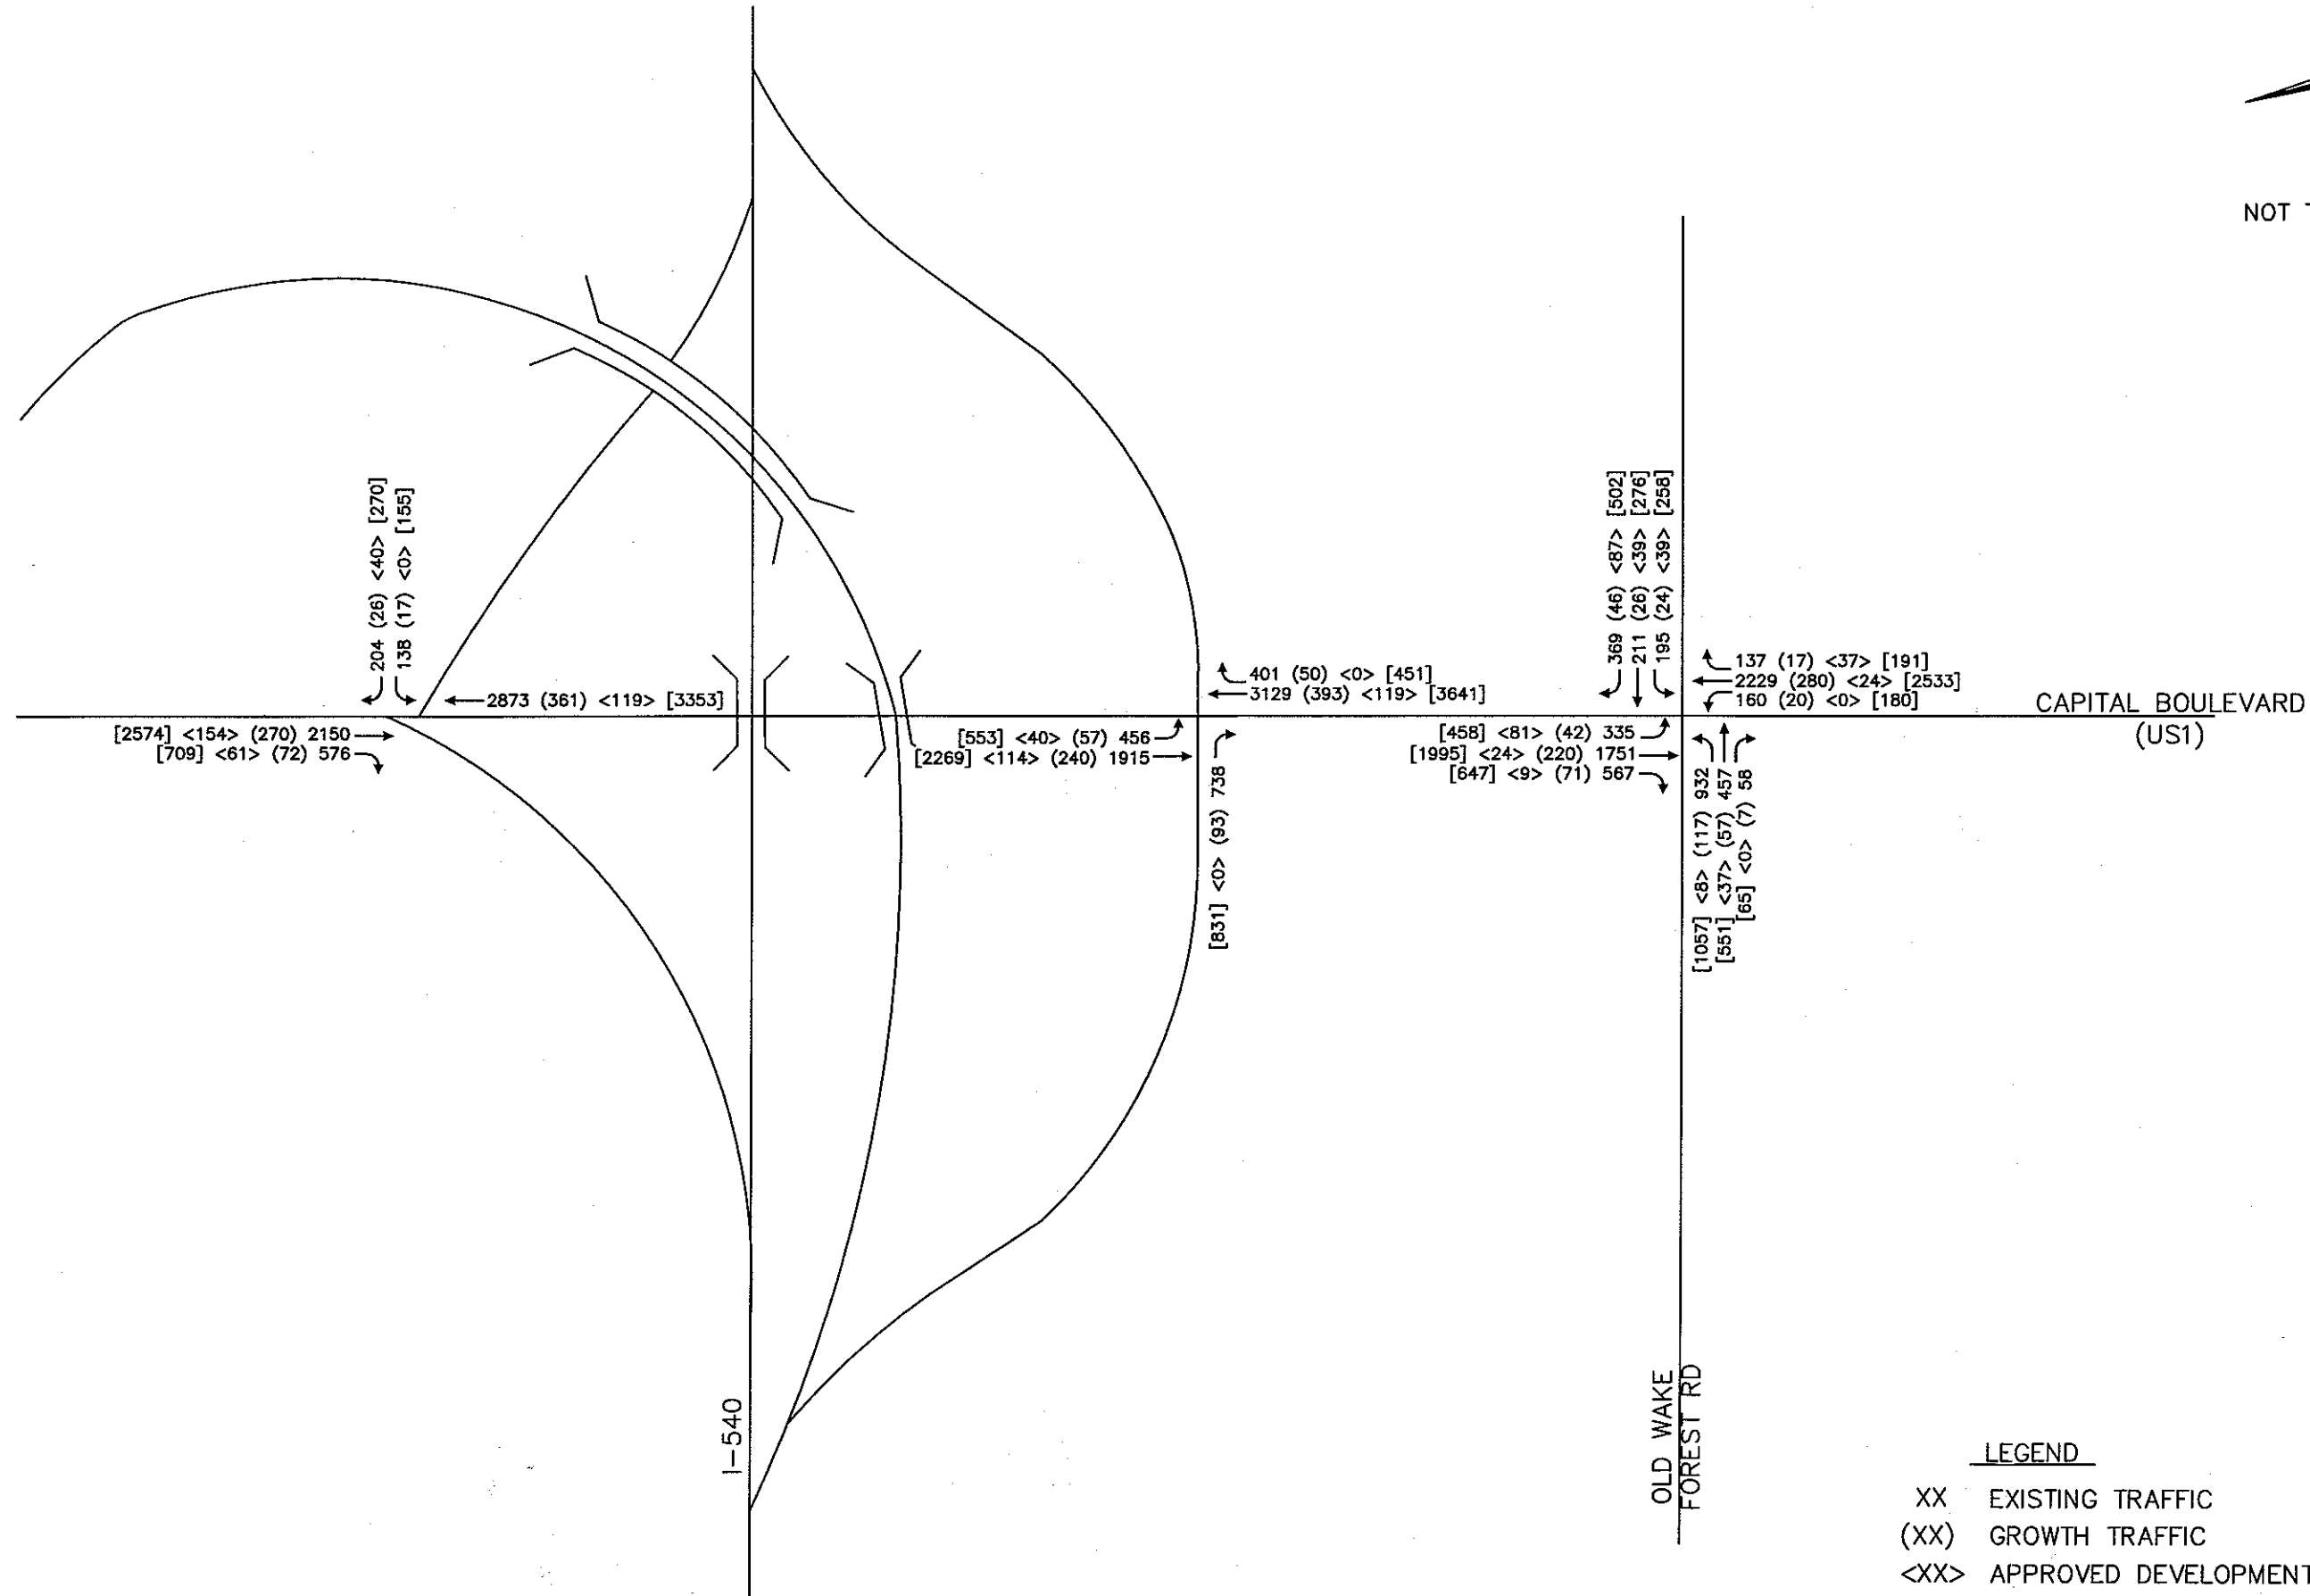 NOT
204 (26) <40> [270]
138 (17) <0> [155]
2873 (361) <119> [3353]
[2574] <154> (270) 2150
[709] <61> (72) 576
401 (50) <0> [451]
3129 (393) <119> [3641]
[553] <40> (57) 456
[2269] <114> (240) 1915
[831] <0> (93) 738
369 (46) <87> [502]
211 (26) <39> [276]
195 (24) <39> [258]
137 (17) <37> [191]
2229 (280) <24> [2533]
160 (20) <0> [180]
[458] <81> (42) 335
[1995] <24> (220) 1751
[647] <9> (71) 567
[1057] <8> (117) 932
[551] <37> (57) 457
[65] <0> (7) 58
CAPITAL BOULEVARD
(US1)
I-540
OLD WAKE
FOREST RD
LEGEND
XX EXISTING TRAFFIC
(XX) GROWTH TRAFFIC
<XX> APPROVED DEVELOPMENT